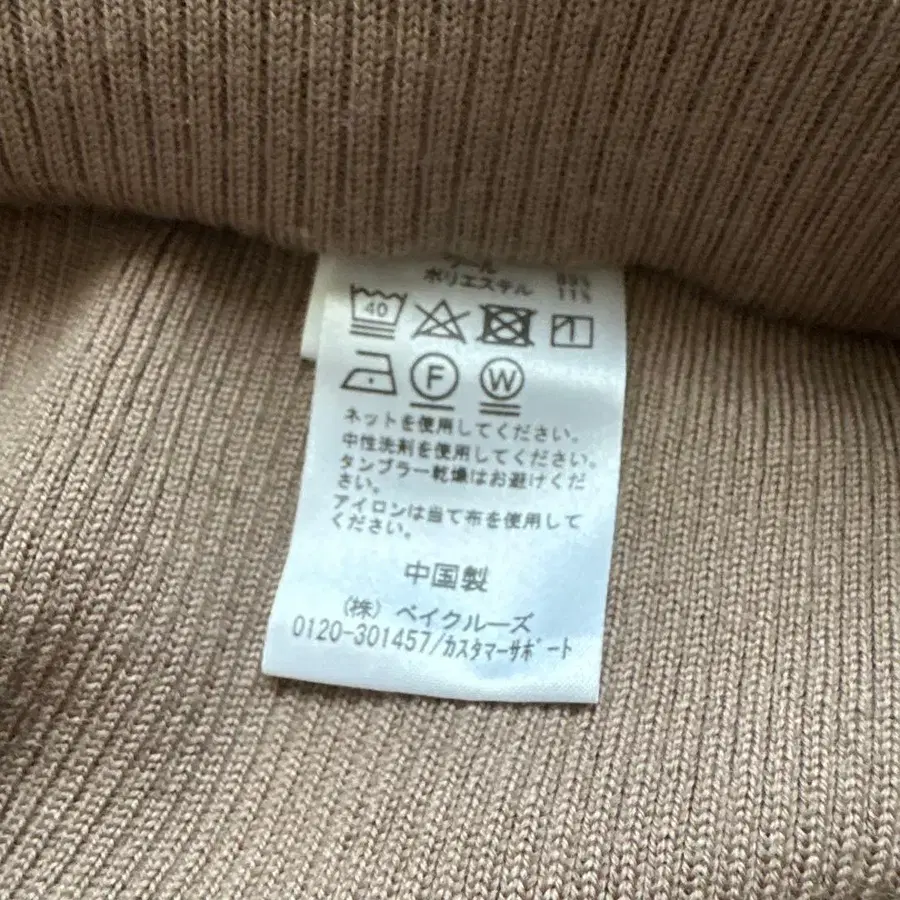 ウール 89%
ポリエステル 11%
40
F W
ネットを使用してください。
中性洗剤を使用してください。
タンブラー乾燥はお避けくだ
さい。
アイロンは当て布を使用して
ください。
中国製
(株) ベイクルーズ
0120-301457/カスタマーサポート